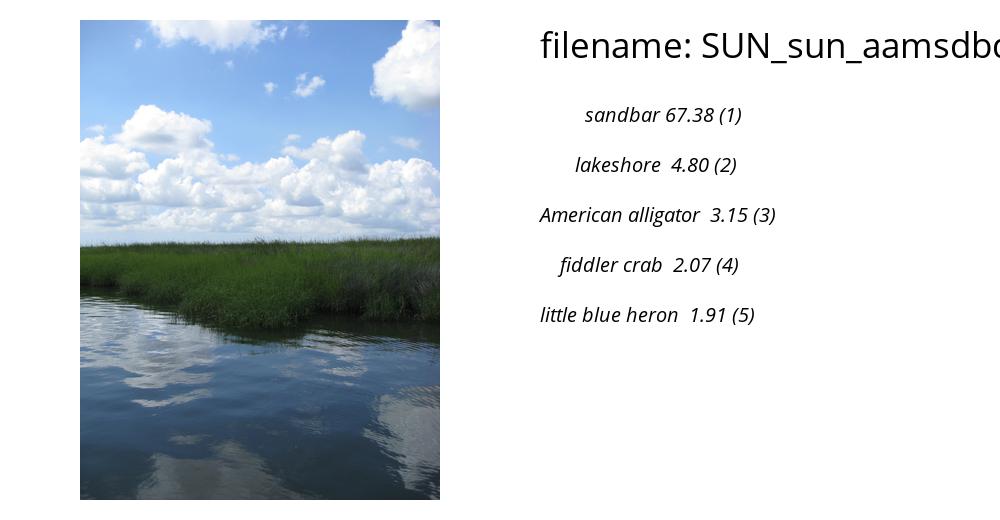 filename: SUN_sun_aamsdbc
sandbar 67.38 (1)
lakeshore 4.80 (2)
American alligator 3.15 (3)
fiddler crab 2.07 (4)
little blue heron 1.91 (5)